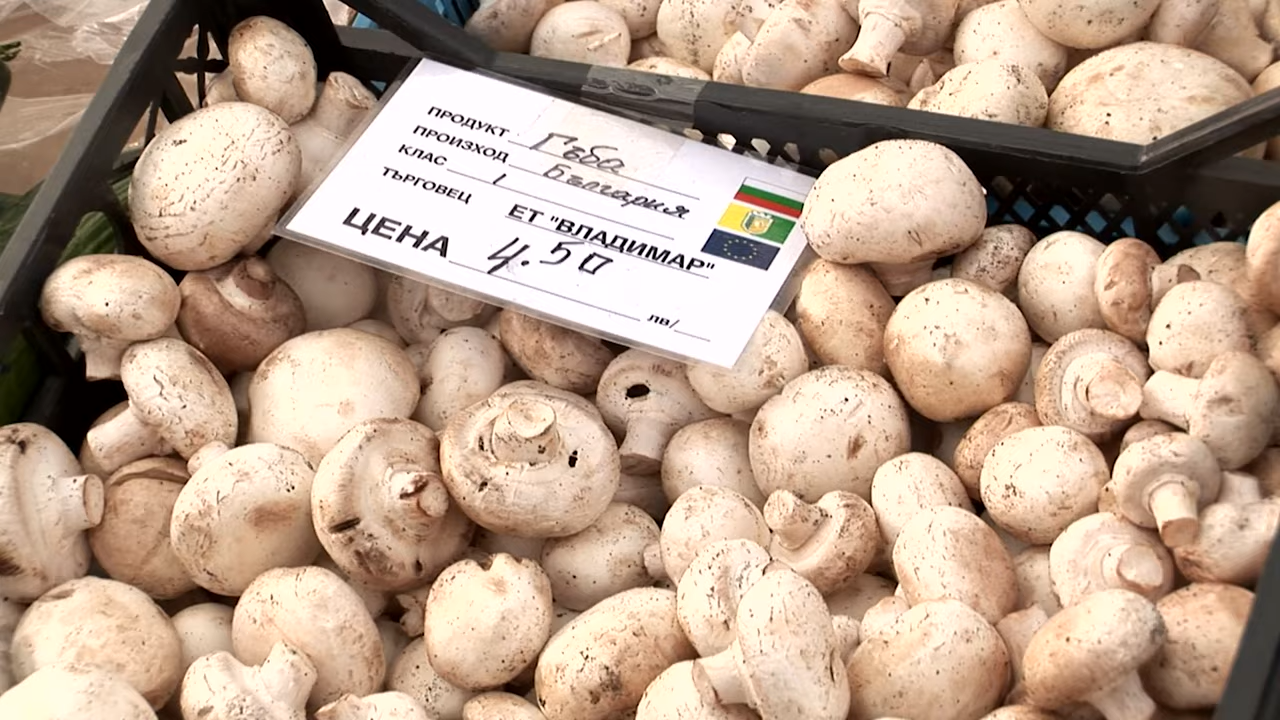 ПРОДУКТ Гъба
ПРОИЗХОД България
КЛАС 1
ТЪРГОВЕЦ ЕТ "ВЛАДИМАР"
ЦЕНА 4.50
лв/